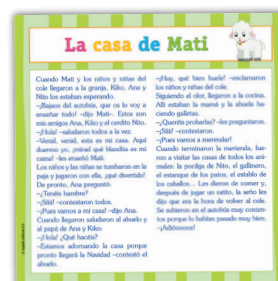 La casa de Mati
Cuando Mati y los niños y niñas del
cole llegaron a la granja, Kiko, Ana y
Nito los estaban esperando.
–¡Bajaos del autobús, que os lo voy a
enseñar todo! –dijo Mati–. Estos son
mis amigos Ana, Kiko y el cerdito Nito.
–¡Hola! –saludaron todos a la vez.
–Venid, venid, esta es mi casa. Aquí
duermo yo, ¡mirad qué blandita es mi
cama! –les enseñó Mati.
Los niños y las niñas se tumbaron en la
paja y jugaron con ella, ¡qué divertido!
De pronto, Ana preguntó:
–¿Tenéis hambre?
–¡Sííí! –contestaron todos.
–¡Pues vamos a mi casa! –dijo Ana.
Cuando llegaron saludaron al abuelo y
al papá de Ana y Kiko:
–¡Hola! ¿Qué hacéis?
–Estamos adornando la casa porque
pronto llegará la Navidad –contestó el
abuelo.
–¡Huy, qué bien huele! –exclamaron
los niños y niñas del cole.
Siguiendo el olor, llegaron a la cocina.
Allí estaban la mamá y la abuela ha-
ciendo galletas.
–¿Queréis probarlas? –les preguntaron.
–¡Sííí! –contestaron.
–¡Pues vamos a merendar!
Cuando terminaron la merienda, fue-
ron a visitar las casas de todos los ani-
males: la pocilga de Nito, el gallinero,
el estanque de los patos, el establo de
los caballos... Les dieron de comer y,
después de jugar un ratito, la seño les
dijo que era la hora de volver al cole.
Se subieron en el autobús muy conten-
tos porque lo habían pasado muy bien.
–¡Adióooooos!